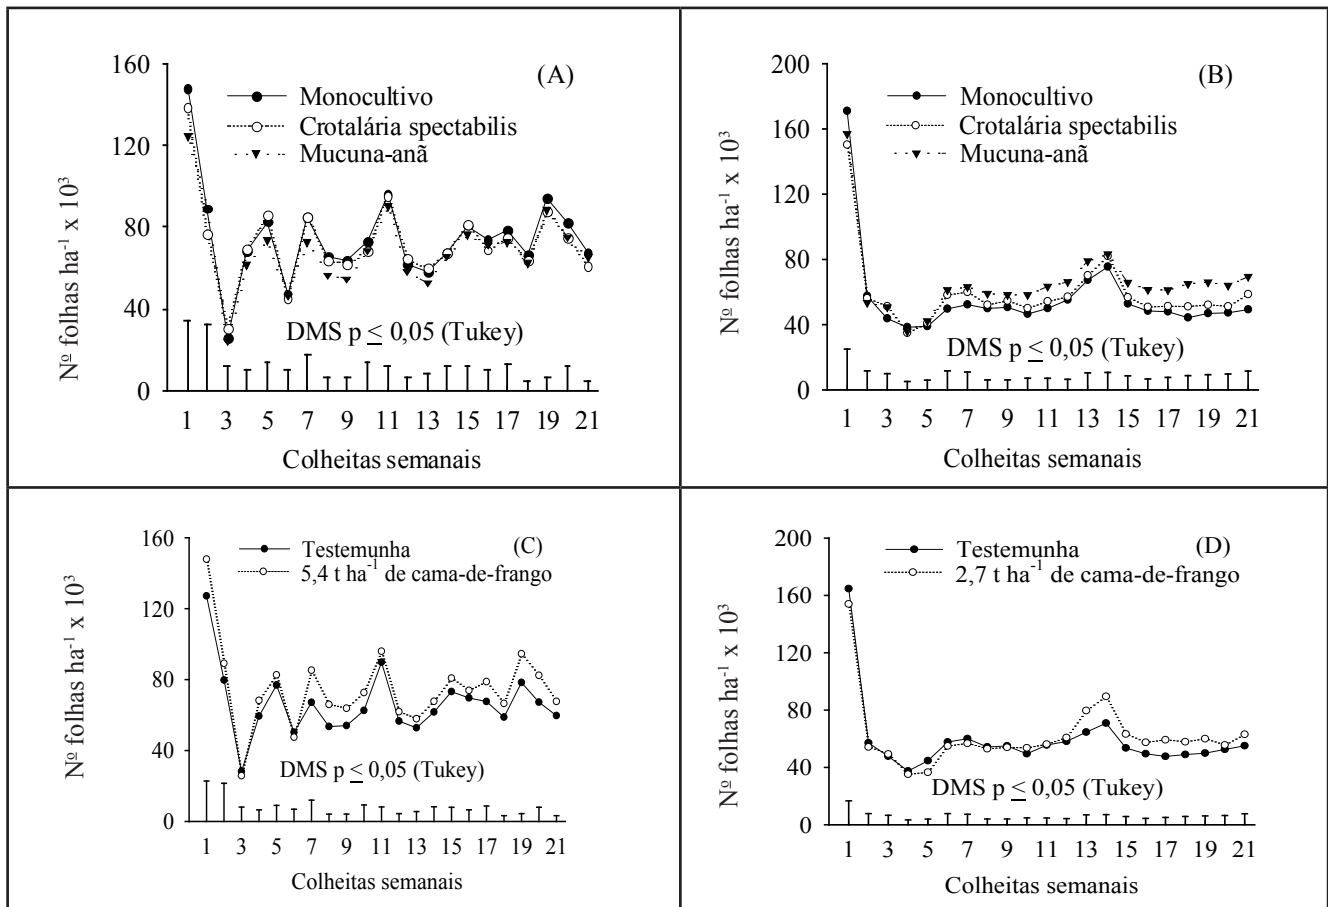 (A)
Nº folhas ha⁻¹ x 10³
160
120
80
40
0
Monocultivo
Crotalária spectabilis
Mucuna-anã
DMS p ≤ 0,05 (Tukey)
1 3 5 7 9 11 13 15 17 19 21
Colheitas semanais
(B)
Nº folhas ha⁻¹ x 10³
200
160
120
80
40
0
Monocultivo
Crotalária spectabilis
Mucuna-anã
DMS p ≤ 0,05 (Tukey)
1 3 5 7 9 11 13 15 17 19 21
Colheitas semanais
(C)
Nº folhas ha⁻¹ x 10³
160
120
80
40
0
Testemunha
5,4 t ha⁻¹ de cama-de-frango
DMS p ≤ 0,05 (Tukey)
1 3 5 7 9 11 13 15 17 19 21
Colheitas semanais
(D)
Nº folhas ha⁻¹ x 10³
200
160
120
80
40
0
Testemunha
2,7 t ha⁻¹ de cama-de-frango
DMS p ≤ 0,05 (Tukey)
1 3 5 7 9 11 13 15 17 19 21
Colheitas semanais